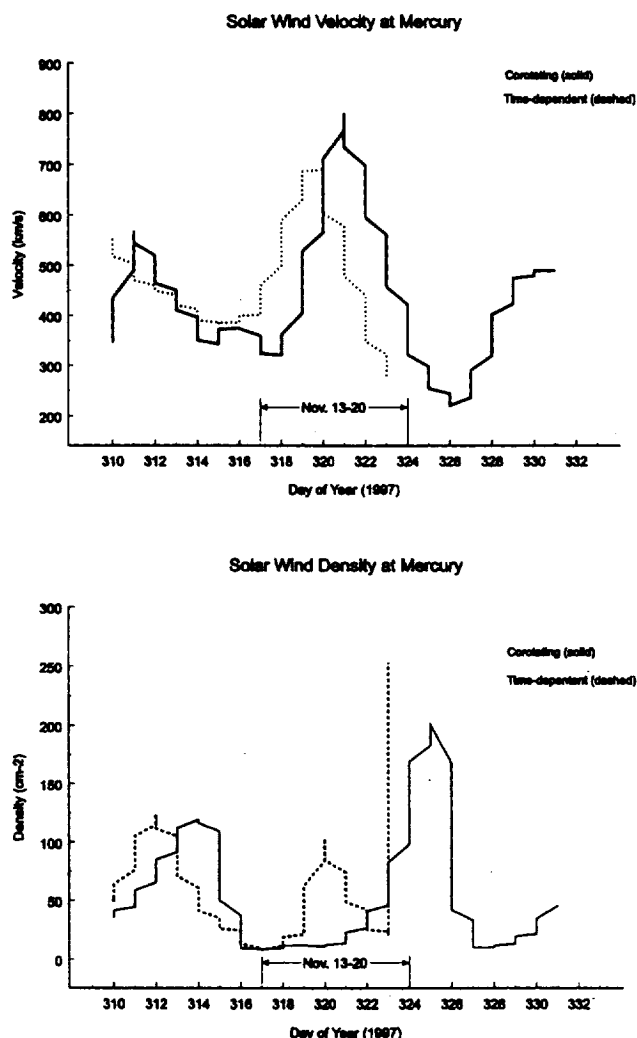 Solar Wind Velocity at Mercury
900
Corotating (solid)
Time-dependent (dashed)
800
700
600
500
400
300
200
Velocity (km/s)
Nov. 13-20
310 312 314 316 318 320 322 324 326 328 330 332
Day of Year (1997)
Solar Wind Density at Mercury
300
Corotating (solid)
Time-dependent (dashed)
250
200
150
100
50
0
Density (cm-2)
Nov. 13-20
310 312 314 316 318 320 322 324 326 328 330 332
Day of Year (1997)